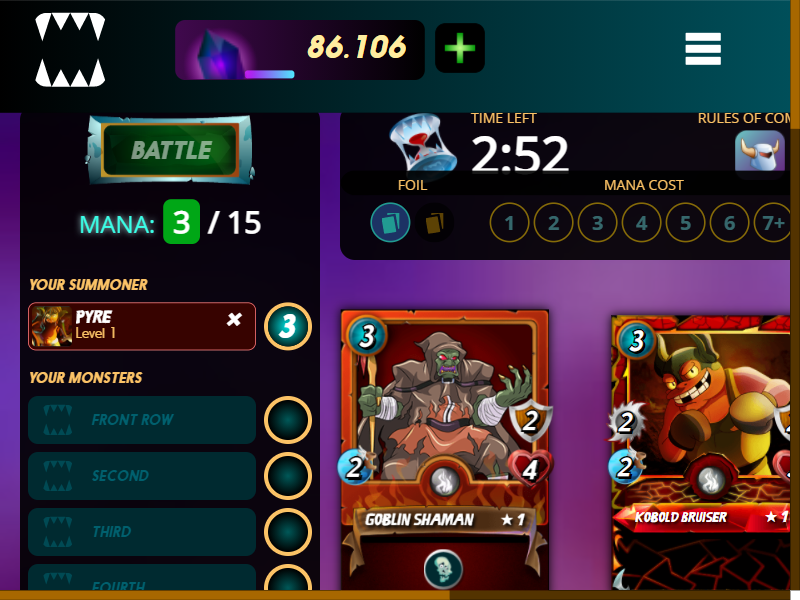 86.106
BATTLE
MANA: 3 / 15
YOUR SUMMONER
PYRE
Level 1
3
YOUR MONSTERS
FRONT ROW
SECOND
THIRD
FOURTH
TIME LEFT
2:52
RULES OF COM
FOIL
MANA COST
1 2 3 4 5 6 7+
3
2
2
4
GOBLIN SHAMAN ★ 1
3
2
2
KOBOLD BRUISER ★ 1